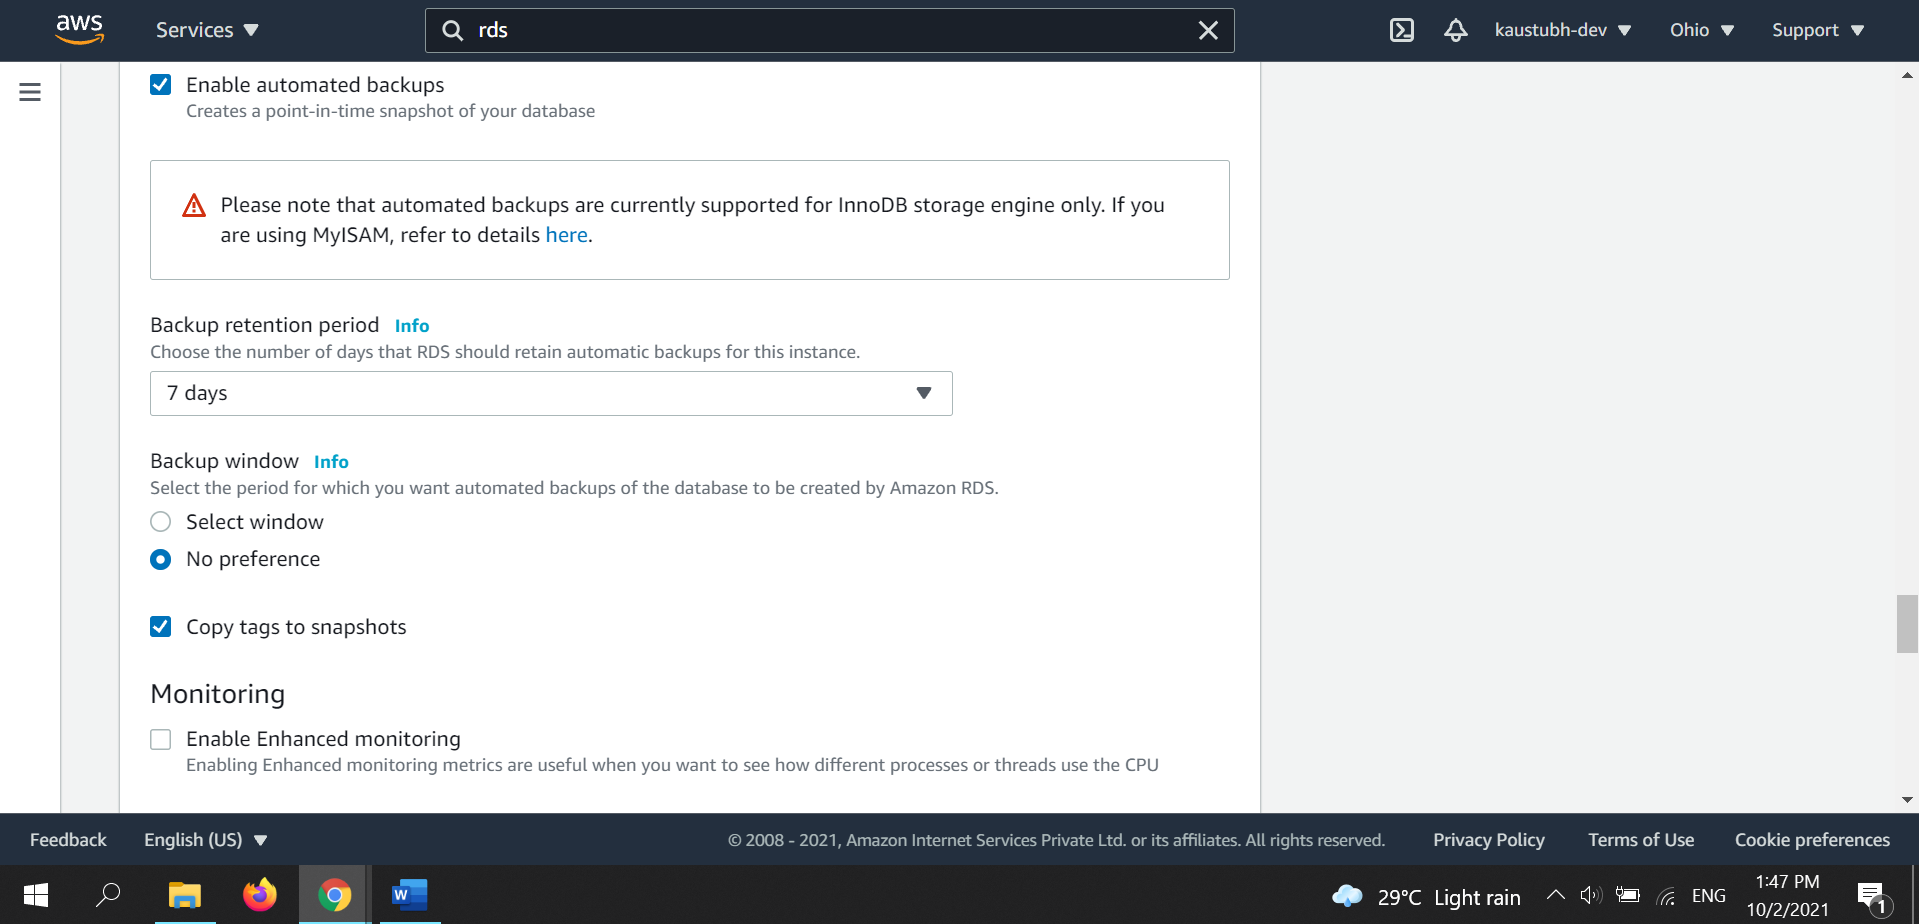 aws
Services
rds
kaustubh-dev
Ohio
Support
Enable automated backups
Creates a point-in-time snapshot of your database
Please note that automated backups are currently supported for InnoDB storage engine only. If you
are using MyISAM, refer to details here.
Backup retention period Info
Choose the number of days that RDS should retain automatic backups for this instance.
7 days
Backup window Info
Select the period for which you want automated backups of the database to be created by Amazon RDS.
Select window
No preference
Copy tags to snapshots
Monitoring
Enable Enhanced monitoring
Enabling Enhanced monitoring metrics are useful when you want to see how different processes or threads use the CPU
Feedback
English (US)
© 2008 - 2021, Amazon Internet Services Private Ltd. or its affiliates. All rights reserved.
Privacy Policy
Terms of Use
Cookie preferences
W
29°C Light rain
ENG
1:47 PM
10/2/2021
1